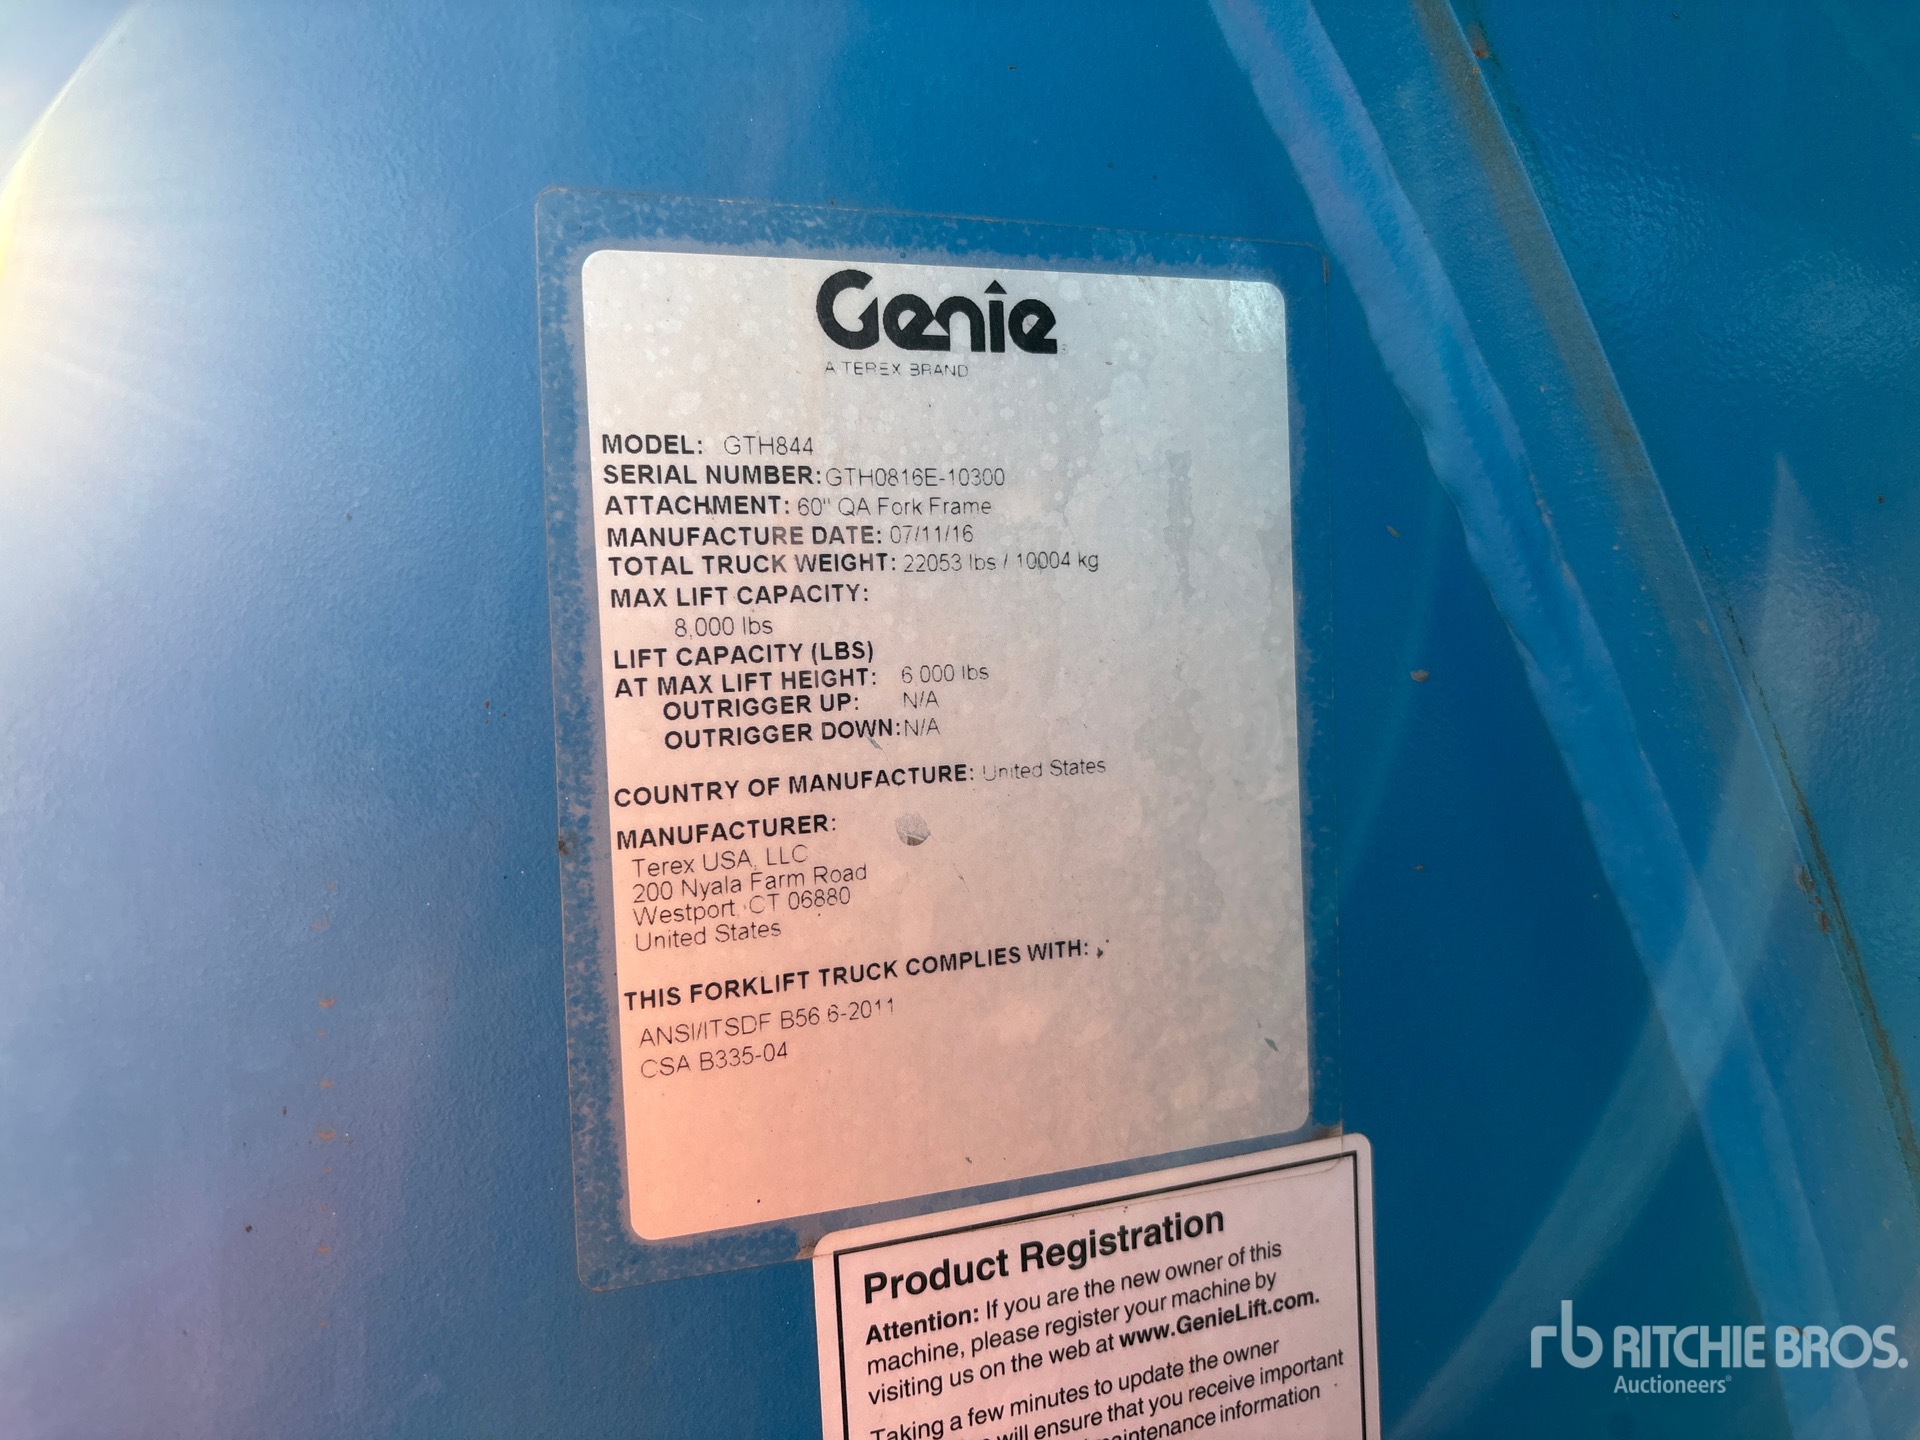 Genie
A TEREX BRAND
MODEL: GTH844
SERIAL NUMBER: GTH0816E-10300
ATTACHMENT: 60" QA Fork Frame
MANUFACTURE DATE: 07/11/16
TOTAL TRUCK WEIGHT: 22053 lbs / 10004 kg
MAX LIFT CAPACITY:
8,000 lbs
LIFT CAPACITY (LBS)
AT MAX LIFT HEIGHT: 6,000 lbs
OUTRIGGER UP: N/A
OUTRIGGER DOWN: N/A
COUNTRY OF MANUFACTURE: United States
MANUFACTURER:
Terex USA, LLC
200 Nyala Farm Road
Westport, CT 06880
United States
THIS FORKLIFT TRUCK COMPLIES WITH:
ANSI/ITSDF B56.6-2011
CSA B335-04
Product Registration
Attention: If you are the new owner of this
machine, please register your machine by
visiting us on the web at www.GenieLift.com.
Taking a few minutes to update the owner
will ensure that you receive important
maintenance information
rb RITCHIE BROS.
Auctioneers